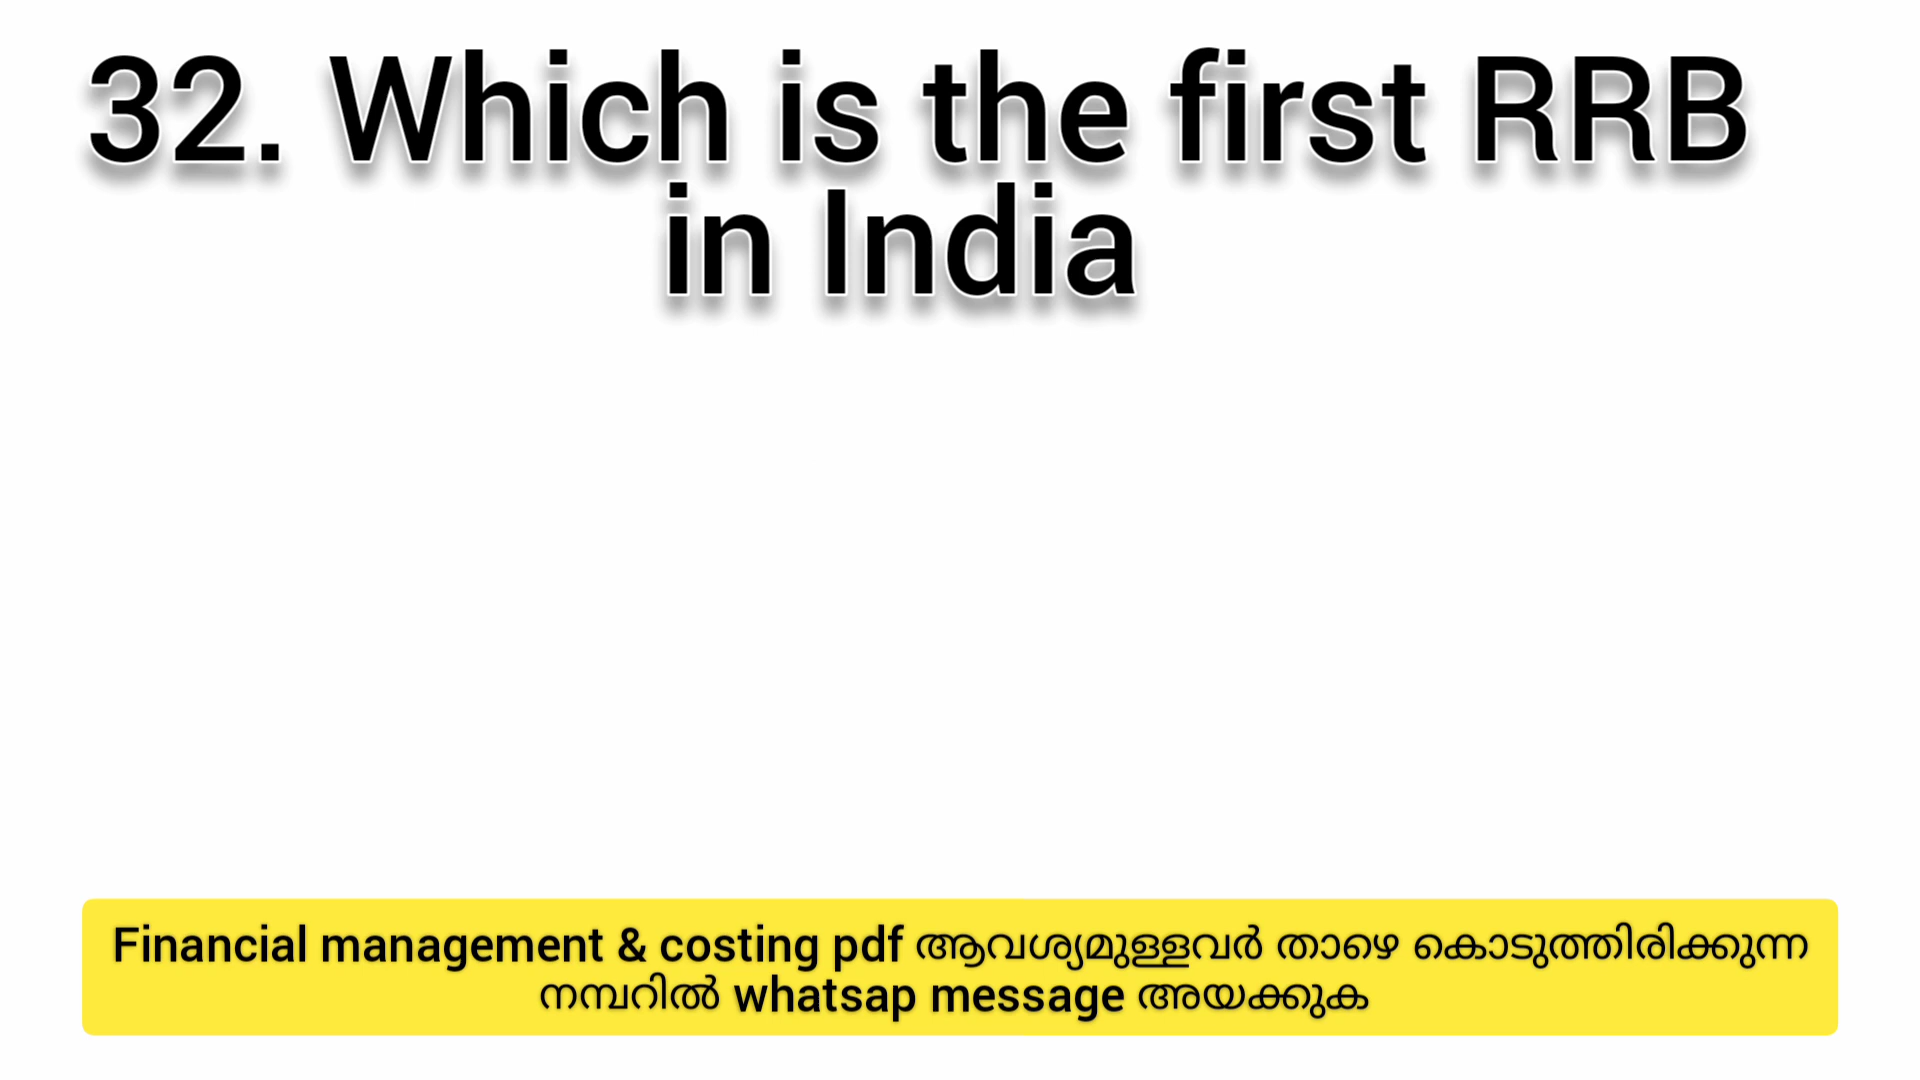 32. Which is the first RRB
in India
Financial management & costing pdf ആവശ്യമുള്ളവർ താഴെ കൊടുത്തിരിക്കുന്ന
നമ്പറിൽ whatsap message അയക്കുക